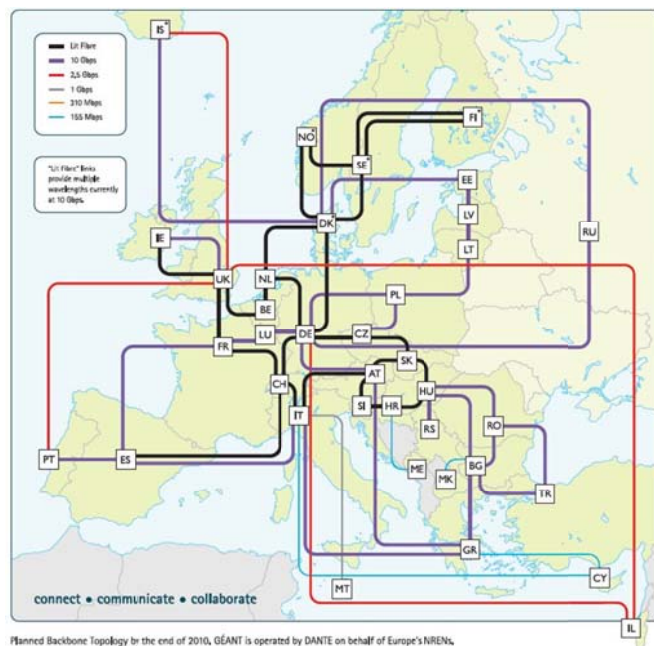 IS*
Lit Fibre
10 Gbps
2,5 Gbps
1 Gbps
310 Mbps
155 Mbps
"Lit Fibre" links
provide multiple
wavelengths currently
at 10 Gbps.
NO*
FI*
SE*
EE
LV
DK*
RU
IE
LT
UK
NL
PL
BE
LU
DE
CZ
FR
SK
CH
AT
HU
IT
SI
HR
RS
RO
PT
ES
ME
MK
BG
TR
GR
MT
CY
IL
connect • communicate • collaborate
Planned Backbone Topology by the end of 2010. GÉANT is operated by DANTE on behalf of Europe's NRENs.